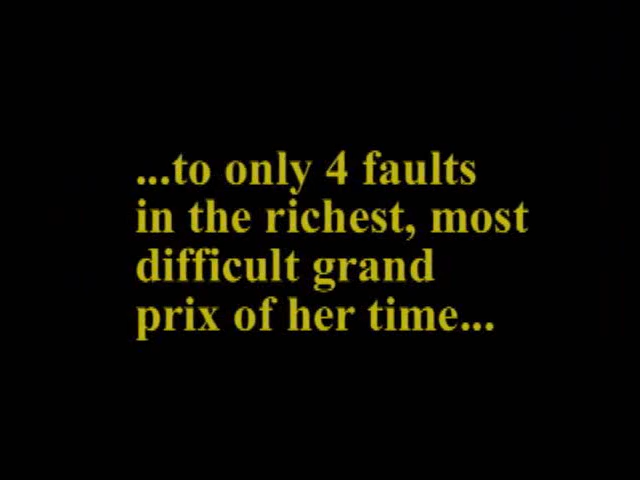 ...to only 4 faults
in the richest, most
difficult grand
prix of her time...